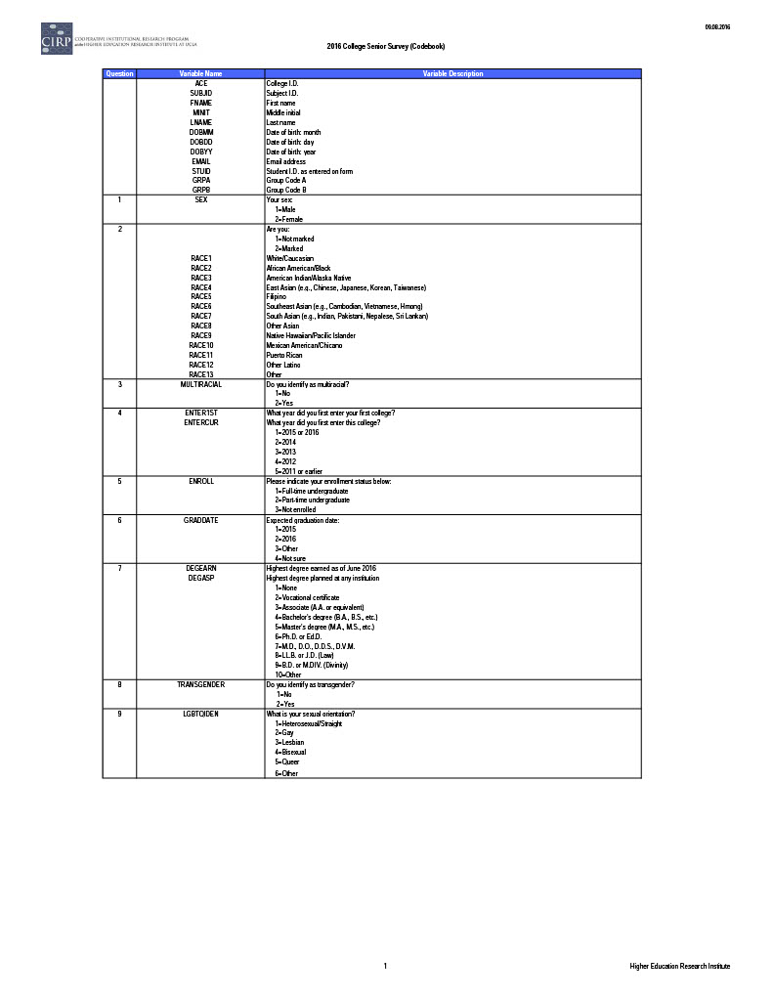 09.08.2016
CIRP
COOPERATIVE INSTITUTIONAL RESEARCH PROGRAM
at the HIGHER EDUCATION RESEARCH INSTITUTE AT UCLA
2016 College Senior Survey (Codebook)
Question Variable Name Variable Description
ACE College I.D.
SUBJID Subject I.D.
FNAME First name
MINIT Middle initial
LNAME Last name
DOBMM Date of birth: month
DOBDD Date of birth: day
DOBYY Date of birth: year
EMAIL Email address
STUID Student I.D. as entered on form
GRPA Group Code A
GRPB Group Code B
1 SEX Your sex:
1=Male
2=Female
2 Are you:
1=Not marked
2=Marked
RACE1 White/Caucasian
RACE2 African American/Black
RACE3 American Indian/Alaska Native
RACE4 East Asian (e.g., Chinese, Japanese, Korean, Taiwanese)
RACE5 Filipino
RACE6 Southeast Asian (e.g., Cambodian, Vietnamese, Hmong)
RACE7 South Asian (e.g., Indian, Pakistani, Nepalese, Sri Lankan)
RACE8 Other Asian
RACE9 Native Hawaiian/Pacific Islander
RACE10 Mexican American/Chicano
RACE11 Puerto Rican
RACE12 Other Latino
RACE13 Other
3 MULTIRACIAL Do you identify as multiracial?
1=No
2=Yes
4 ENTER1ST What year did you first enter your first college?
ENTERCUR What year did you first enter this college?
1=2015 or 2016
2=2014
3=2013
4=2012
5=2011 or earlier
5 ENROLL Please indicate your enrollment status below:
1=Full-time undergraduate
2=Part-time undergraduate
3=Not enrolled
6 GRADDATE Expected graduation date:
1=2015
2=2016
3=Other
4=Not sure
7 DEGEARN Highest degree earned as of June 2016
DEGASP Highest degree planned at any institution
1=None
2=Vocational certificate
3=Associate (A.A. or equivalent)
4=Bachelor's degree (B.A., B.S., etc.)
5=Master's degree (M.A., M.S., etc.)
6=Ph.D. or Ed.D.
7=M.D., D.O., D.D.S., D.V.M.
8=LL.B. or J.D. (Law)
9=B.D. or M.DIV. (Divinity)
10=Other
8 TRANSGENDER Do you identify as transgender?
1=No
2=Yes
9 LGBTQIDEN What is your sexual orientation?
1=Heterosexual/Straight
2=Gay
3=Lesbian
4=Bisexual
5=Queer
6=Other
1
Higher Education Research Institute